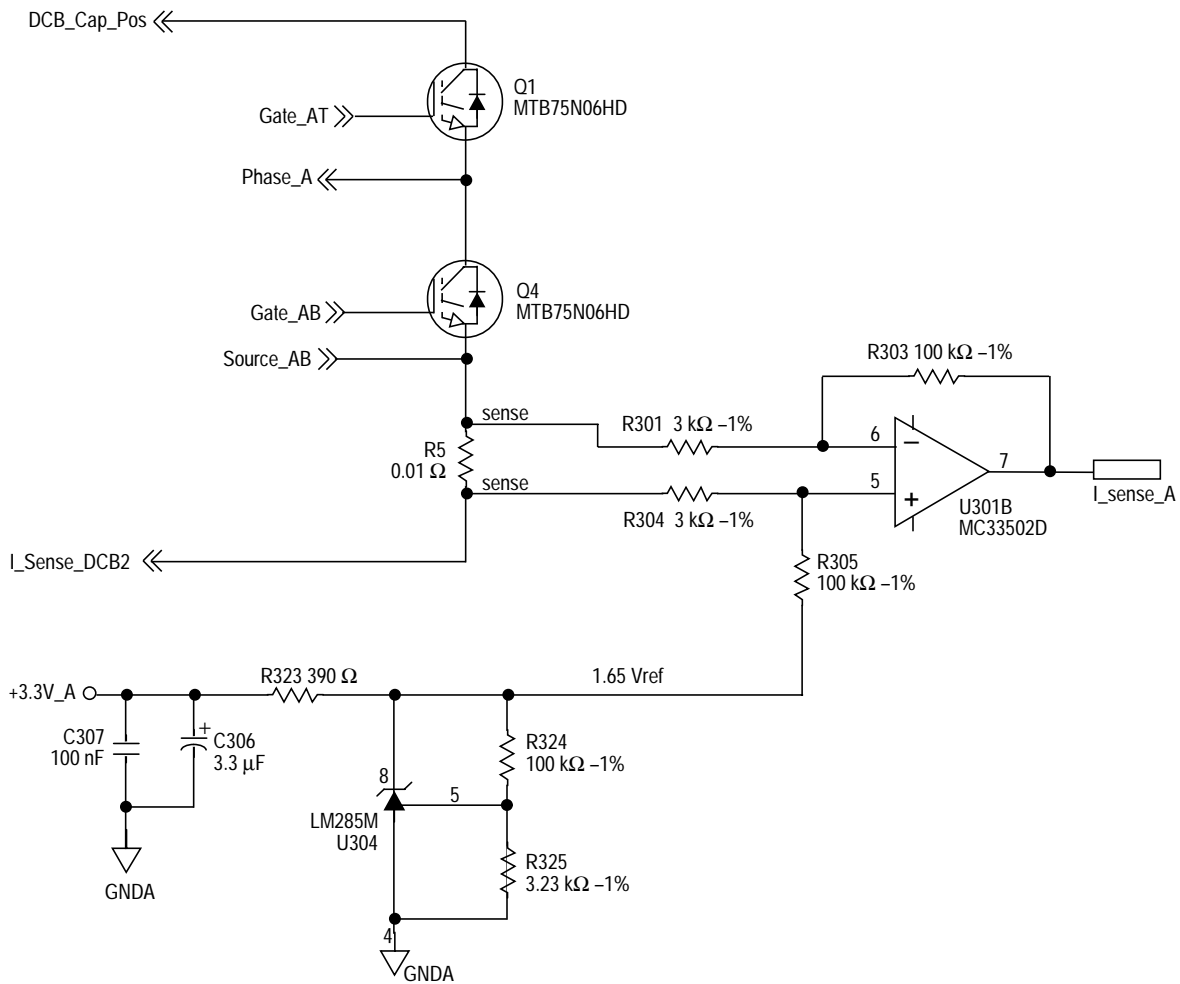 DCB_Cap_Pos
Q1
MTB75N06HD
Gate_AT
Phase_A
Q4
MTB75N06HD
Gate_AB
Source_AB
R303 100 kΩ –1%
sense
R301 3 kΩ –1%
6
–
R5
0.01 Ω
7
sense
5
+
I_sense_A
R304 3 kΩ –1%
U301B
MC33502D
I_Sense_DCB2
R305
100 kΩ –1%
R323 390 Ω
1.65 Vref
+3.3V_A
C307
100 nF
+
C306
3.3 µF
R324
100 kΩ –1%
8
5
LM285M
U304
R325
3.23 kΩ –1%
GNDA
4
GNDA